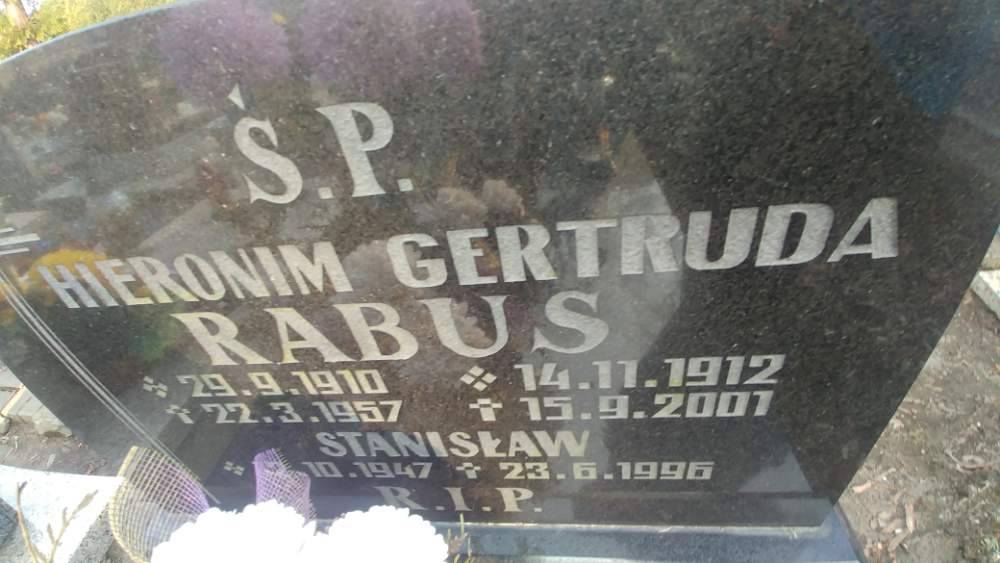 Ś.P.
HIERONIM GERTRUDA
RABUS
29.9.1910 14.11.1912
✝ 22.3.1957 ✝ 15.9.2001
STANISŁAW
10.1947 ✝ 23.6.1996
R.I.P.